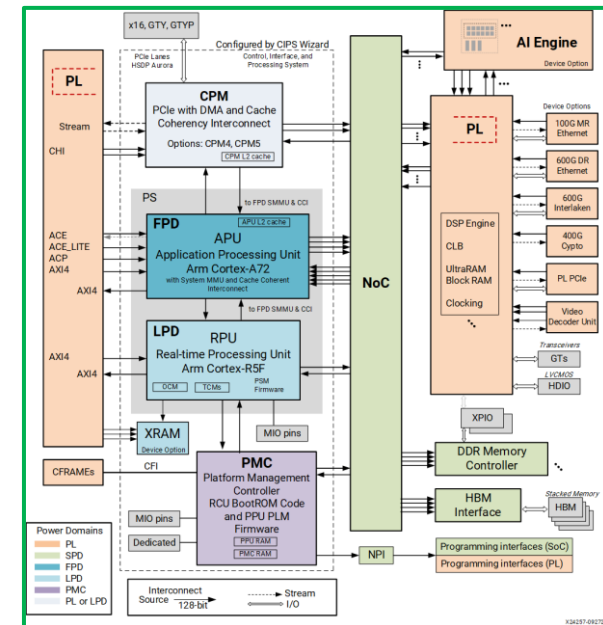 x16, GTY, GTYP
Configured by CIPS Wizard
PCIe Lanes
HSDP Aurora
Control, Interface, and
Processing System
PL
Stream
CHI
ACE
ACE_LITE
ACP
AXI4
AXI4
AXI4
AXI4
CPM
PCIe with DMA and Cache
Coherency Interconnect
Options: CPM4, CPM5
CPM L2 cache
PS
to FPD SMMU & CCI
FPD
APU L2 cache
APU
Application Processing Unit
Arm Cortex-A72
with System MMU and Cache Coherent
Interconnect
to FPD SMMU & CCI
LPD
RPU
Real-time Processing Unit
Arm Cortex-R5F
OCM
TCMs
PSM
Firmware
XRAM
Device Option
MIO pins
CFRAMEs
CFI
PMC
Platform Management
Controller
RCU BootROM Code
and PPU PLM
Firmware
PPU RAM
PMC RAM
MIO pins
Dedicated
NoC
AI Engine
Device Option
PL
DSP Engine
CLB
UltraRAM
Block RAM
Clocking
Device Options
100G MR
Ethernet
600G DR
Ethernet
600G
Interlaken
400G
Cypto
PL PCIe
Video
Decoder Unit
Transceivers
GTs
LVCMOS
HDIO
XPIO
DDR Memory
Controller
HBM
Interface
Stacked Memory
HBM
NPI
Programming interfaces (SoC)
Programming interfaces (PL)
Power Domains
PL
SPD
FPD
LPD
PMC
PL or LPD
Interconnect
Source
128-bit
Stream
I/O